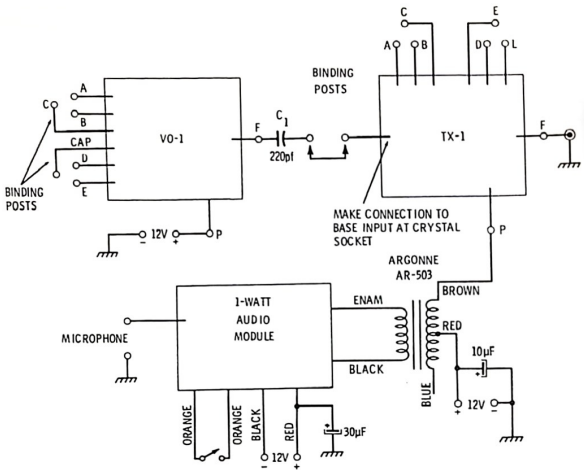 C
E
A
B
D
L
BINDING
POSTS
A
C
B
VO-1
F
C1
220pf
TX-1
F
CAP
D
E
BINDING
POSTS
P
12V
-
+
MAKE CONNECTION TO
BASE INPUT AT CRYSTAL
SOCKET
P
ARGONNE
AR-503
BROWN
1-WATT
AUDIO
MODULE
ENAM
RED
MICROPHONE
BLACK
BLUE
10µF
+
+
12V
-
ORANGE
ORANGE
BLACK
RED
+
30µF
-
12V
+